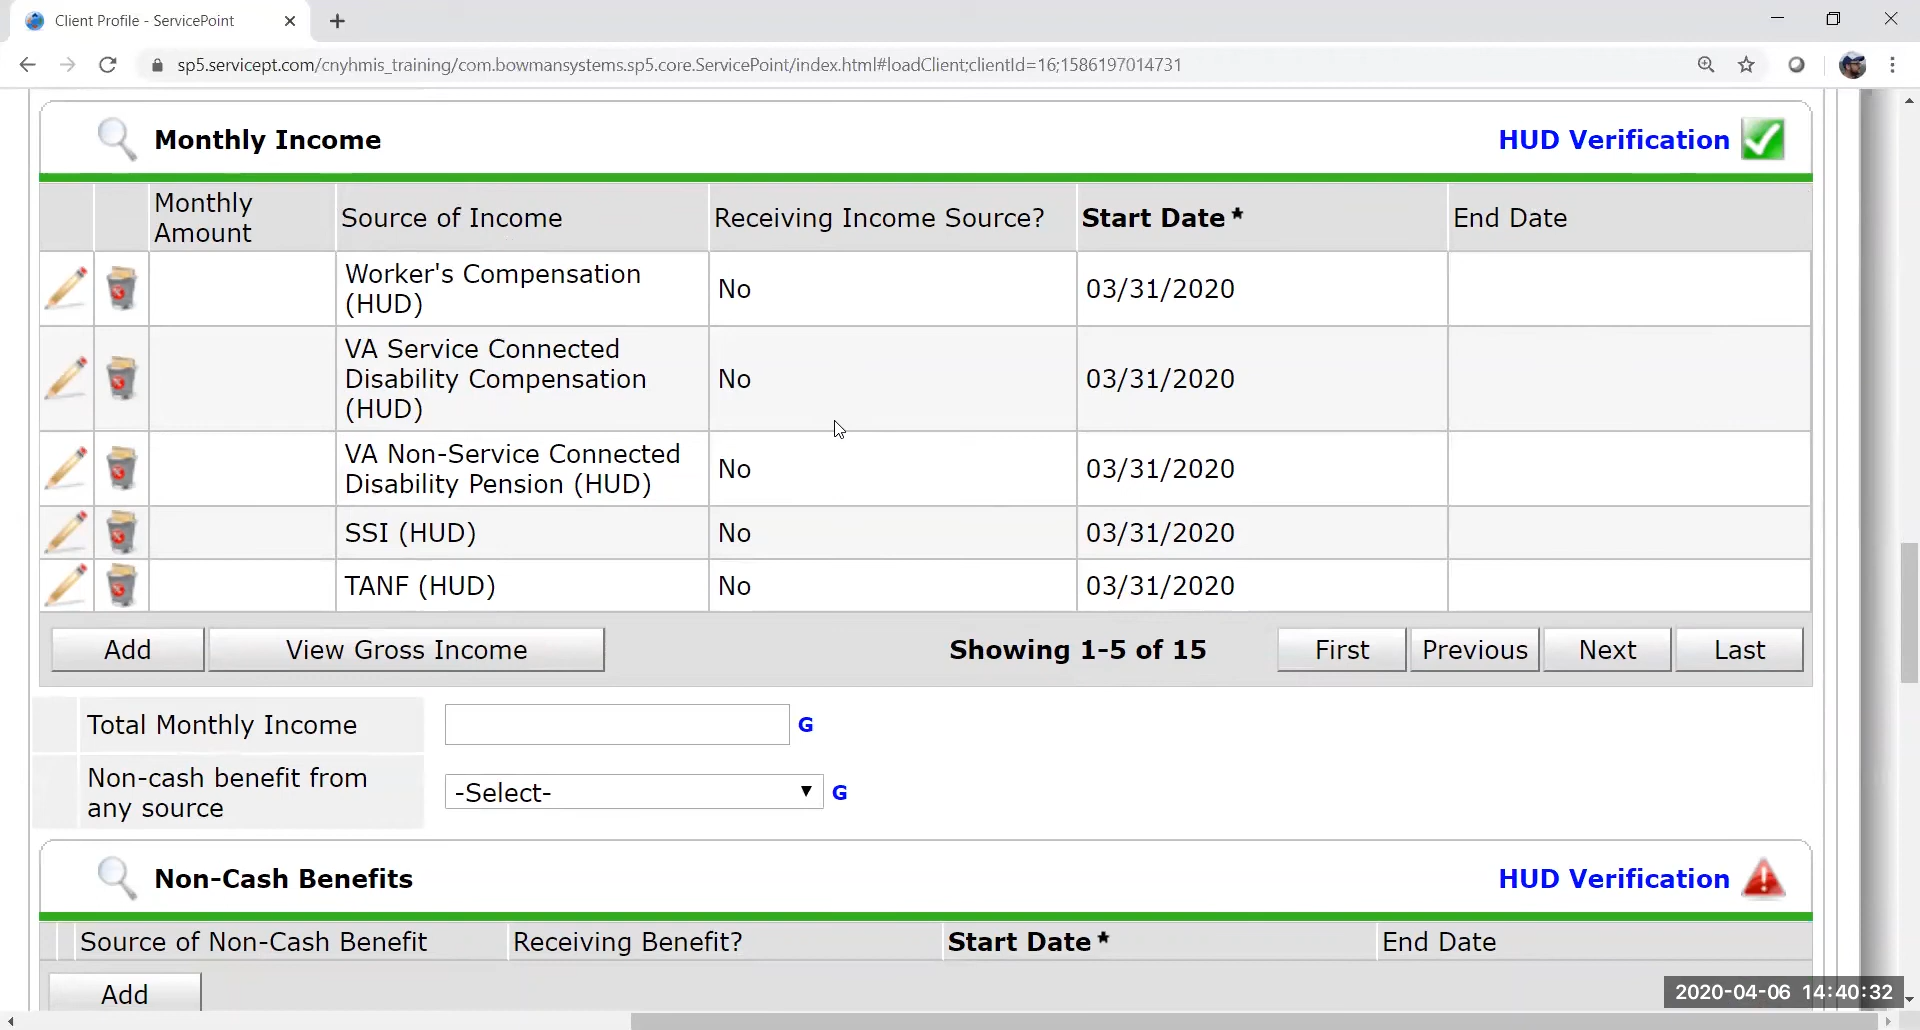 Client Profile - ServicePoint
sp5.servicept.com/cnyhmis_training/com.bowmansystems.sp5.core.ServicePoint/index.html#loadClient;clientId=16;1586197014731
Monthly Income
HUD Verification
Monthly Amount Source of Income Receiving Income Source? Start Date* End Date
Worker's Compensation (HUD) No 03/31/2020
VA Service Connected Disability Compensation (HUD) No 03/31/2020
VA Non-Service Connected Disability Pension (HUD) No 03/31/2020
SSI (HUD) No 03/31/2020
TANF (HUD) No 03/31/2020
Add View Gross Income Showing 1-5 of 15 First Previous Next Last
Total Monthly Income G
Non-cash benefit from any source -Select- G
Non-Cash Benefits
HUD Verification
Source of Non-Cash Benefit Receiving Benefit? Start Date* End Date
Add
2020-04-06 14:40:32